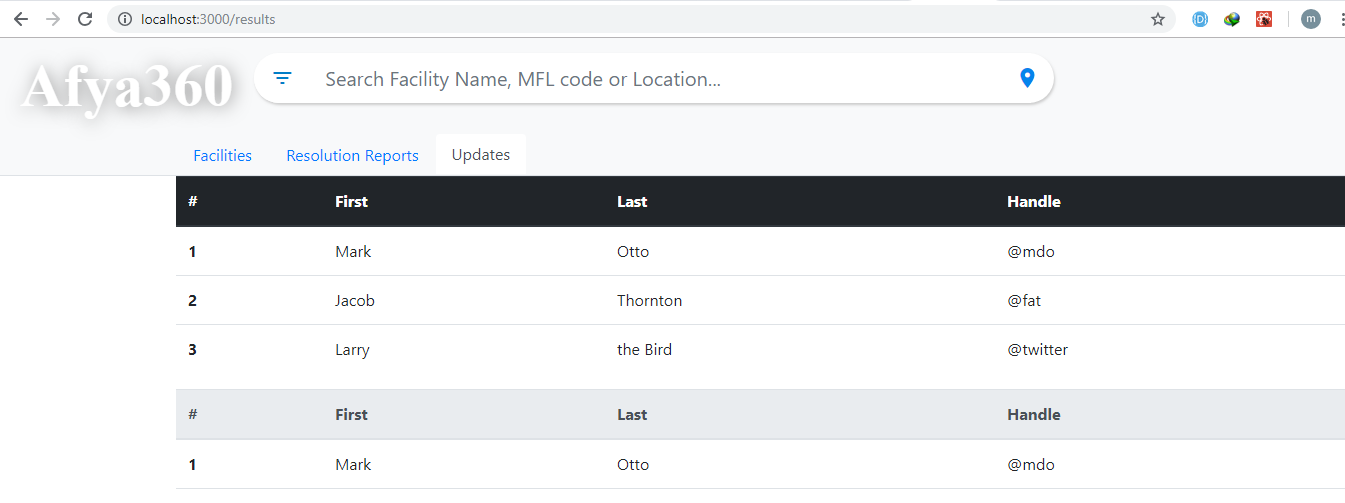 localhost:3000/results
m
Afya360
Search Facility Name, MFL code or Location...
Facilities Resolution Reports Updates
# First Last Handle
1 Mark Otto @mdo
2 Jacob Thornton @fat
3 Larry the Bird @twitter
# First Last Handle
1 Mark Otto @mdo